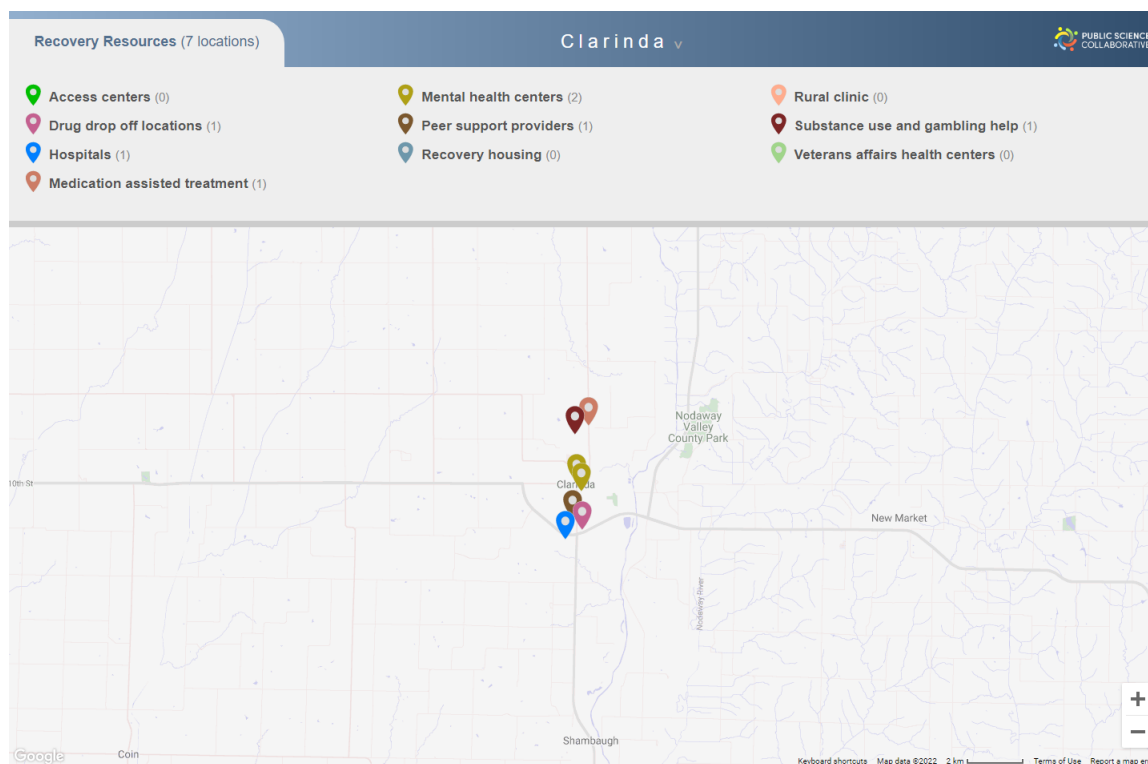 Recovery Resources (7 locations)
Clarinda v
PUBLIC SCIENCE
COLLABORATIVE
Access centers (0)
Mental health centers (2)
Rural clinic (0)
Drug drop off locations (1)
Peer support providers (1)
Substance use and gambling help (1)
Hospitals (1)
Recovery housing (0)
Veterans affairs health centers (0)
Medication assisted treatment (1)
Nodaway
Valley
County Park
10th St
Clarinda
New Market
Nodaway River
Shambaugh
Coin
+
−
Google
Keyboard shortcuts Map data ©2022 2 km Terms of Use Report a map er